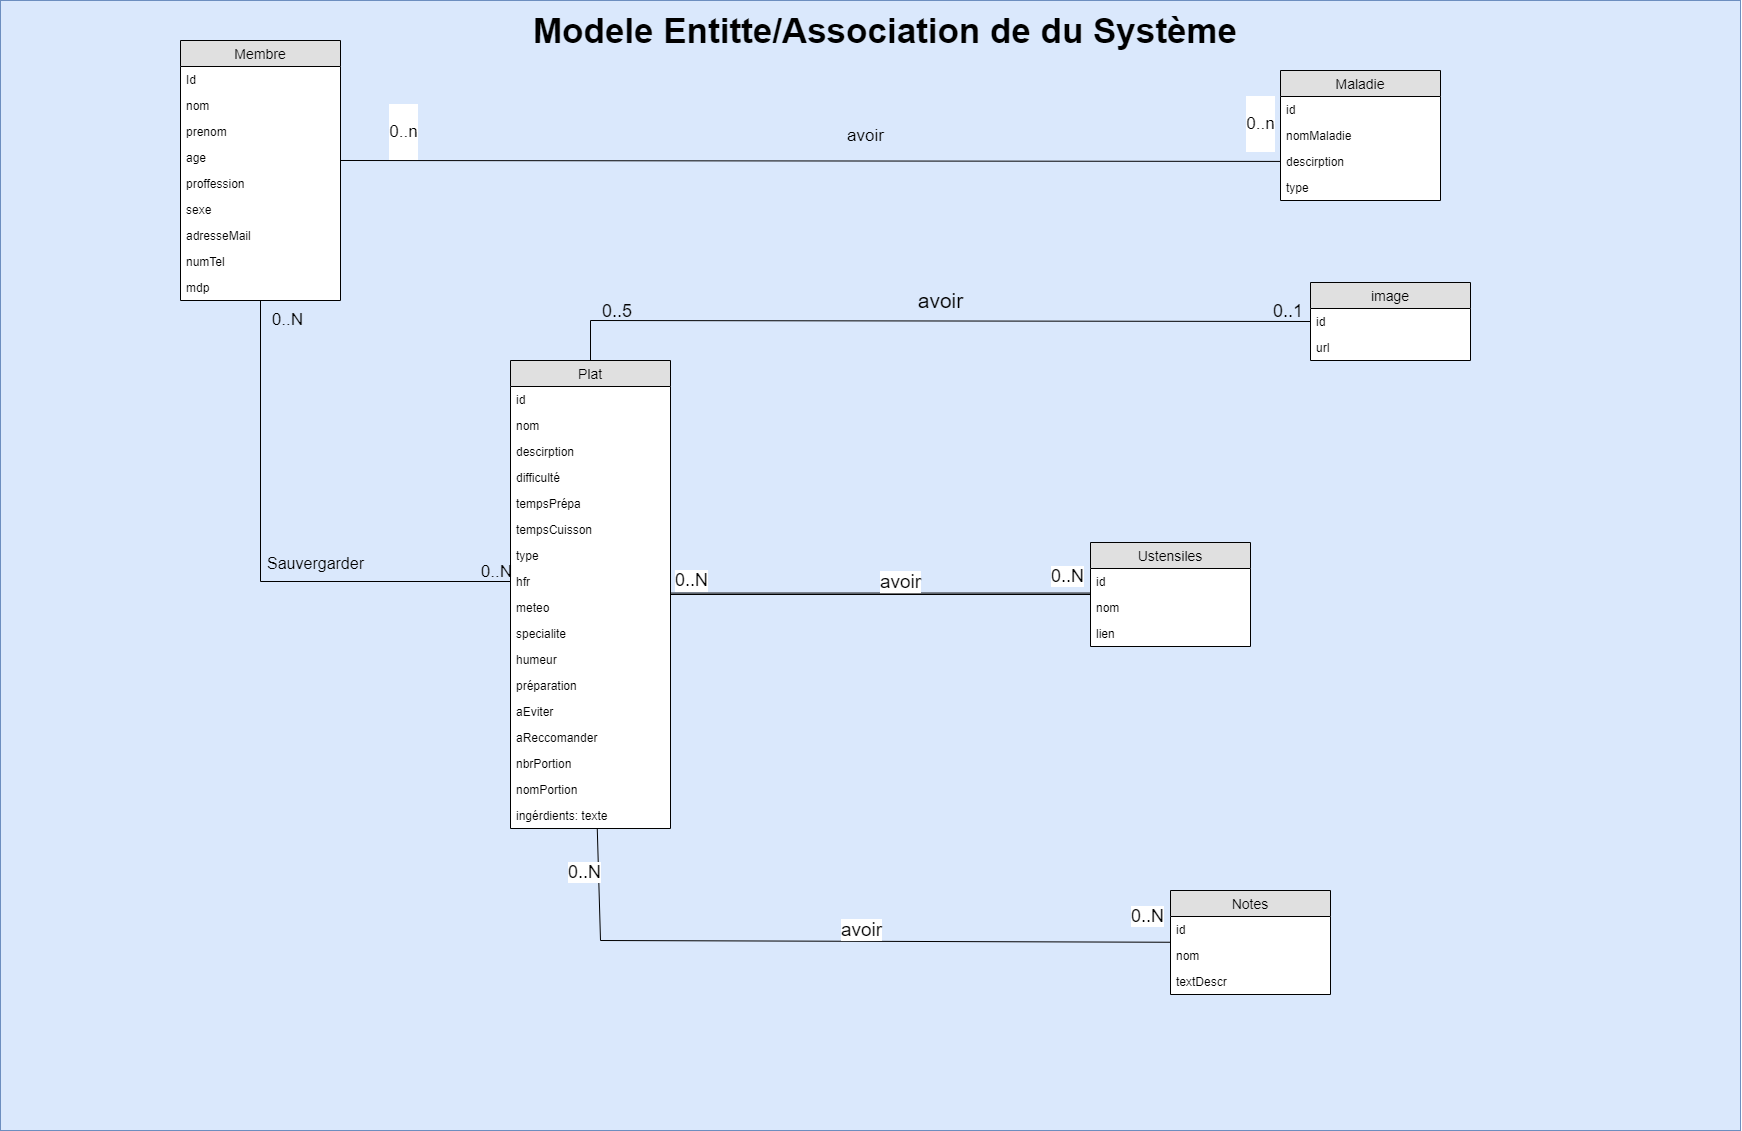 Modele Entitte/Association de du Système
Membre
Id
nom
prenom
age
proffession
sexe
adresseMail
numTel
mdp
0..n
avoir
0..n
Maladie
id
nomMaladie
descirption
type
0..N
Sauvergarder
0..N
0..5
avoir
0..1
image
id
url
Plat
id
nom
descirption
difficulté
tempsPrépa
tempsCuisson
type
hfr
meteo
specialite
humeur
préparation
aEviter
aReccomander
nbrPortion
nomPortion
ingérdients: texte
0..N
avoir
0..N
Ustensiles
id
nom
lien
0..N
avoir
0..N
Notes
id
nom
textDescr